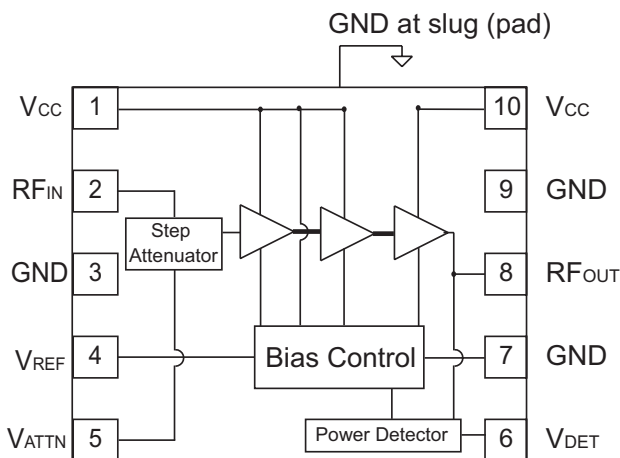 GND at slug (pad)
VCC 1 10 VCC
RFIN 2 9 GND
Step
Attenuator
GND 3 8 RFOUT
VREF 4 Bias Control 7 GND
VATTN 5 Power Detector 6 VDET